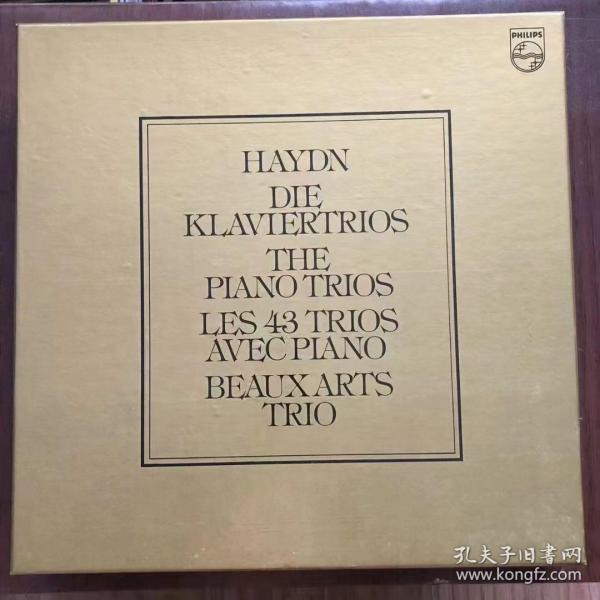 PHILIPS
HAYDN
DIE
KLAVIERTRIOS
THE
PIANO TRIOS
LES 43 TRIOS
AVEC PIANO
BEAUX ARTS
TRIO
孔夫子旧書网
www.kongfz.com